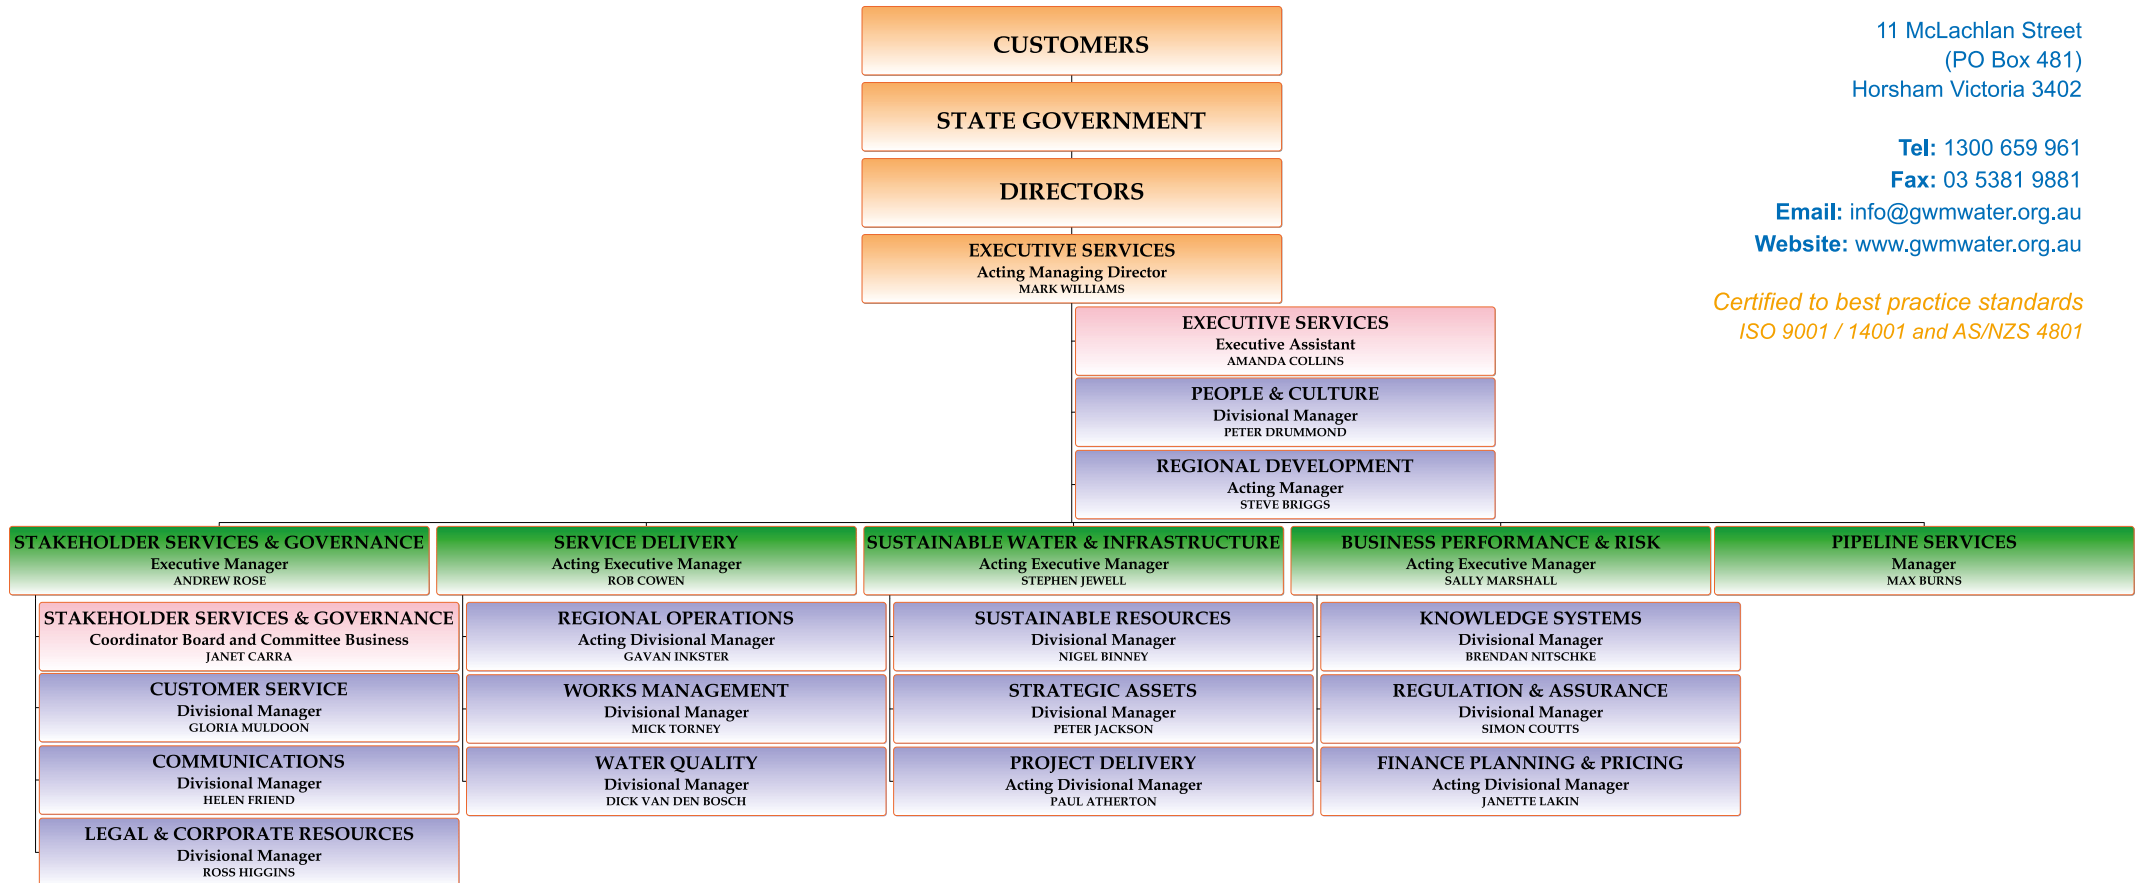 CUSTOMERS
STATE GOVERNMENT
DIRECTORS
EXECUTIVE SERVICES
Acting Managing Director
MARK WILLIAMS
11 McLachlan Street
(PO Box 481)
Horsham Victoria 3402
Tel: 1300 659 961
Fax: 03 5381 9881
Email: info@gwmwater.org.au
Website: www.gwmwater.org.au
Certified to best practice standards
ISO 9001 / 14001 and AS/NZS 4801
EXECUTIVE SERVICES
Executive Assistant
AMANDA COLLINS
PEOPLE & CULTURE
Divisional Manager
PETER DRUMMOND
REGIONAL DEVELOPMENT
Acting Manager
STEVE BRIGGS
STAKEHOLDER SERVICES & GOVERNANCE
Executive Manager
ANDREW ROSE
STAKEHOLDER SERVICES & GOVERNANCE
Coordinator Board and Committee Business
JANET CARRA
CUSTOMER SERVICE
Divisional Manager
GLORIA MULDOON
COMMUNICATIONS
Divisional Manager
HELEN FRIEND
LEGAL & CORPORATE RESOURCES
Divisional Manager
ROSS HIGGINS
SERVICE DELIVERY
Acting Executive Manager
ROB COWEN
REGIONAL OPERATIONS
Acting Divisional Manager
GAVAN INKSTER
WORKS MANAGEMENT
Divisional Manager
MICK TORNEY
WATER QUALITY
Divisional Manager
DICK VAN DEN BOSCH
SUSTAINABLE WATER & INFRASTRUCTURE
Acting Executive Manager
STEPHEN JEWELL
SUSTAINABLE RESOURCES
Divisional Manager
NIGEL BINNEY
STRATEGIC ASSETS
Divisional Manager
PETER JACKSON
PROJECT DELIVERY
Acting Divisional Manager
PAUL ATHERTON
BUSINESS PERFORMANCE & RISK
Acting Executive Manager
SALLY MARSHALL
KNOWLEDGE SYSTEMS
Divisional Manager
BRENDAN NITSCHKE
REGULATION & ASSURANCE
Divisional Manager
SIMON COUTTS
FINANCE PLANNING & PRICING
Acting Divisional Manager
JANETTE LAKIN
PIPELINE SERVICES
Manager
MAX BURNS